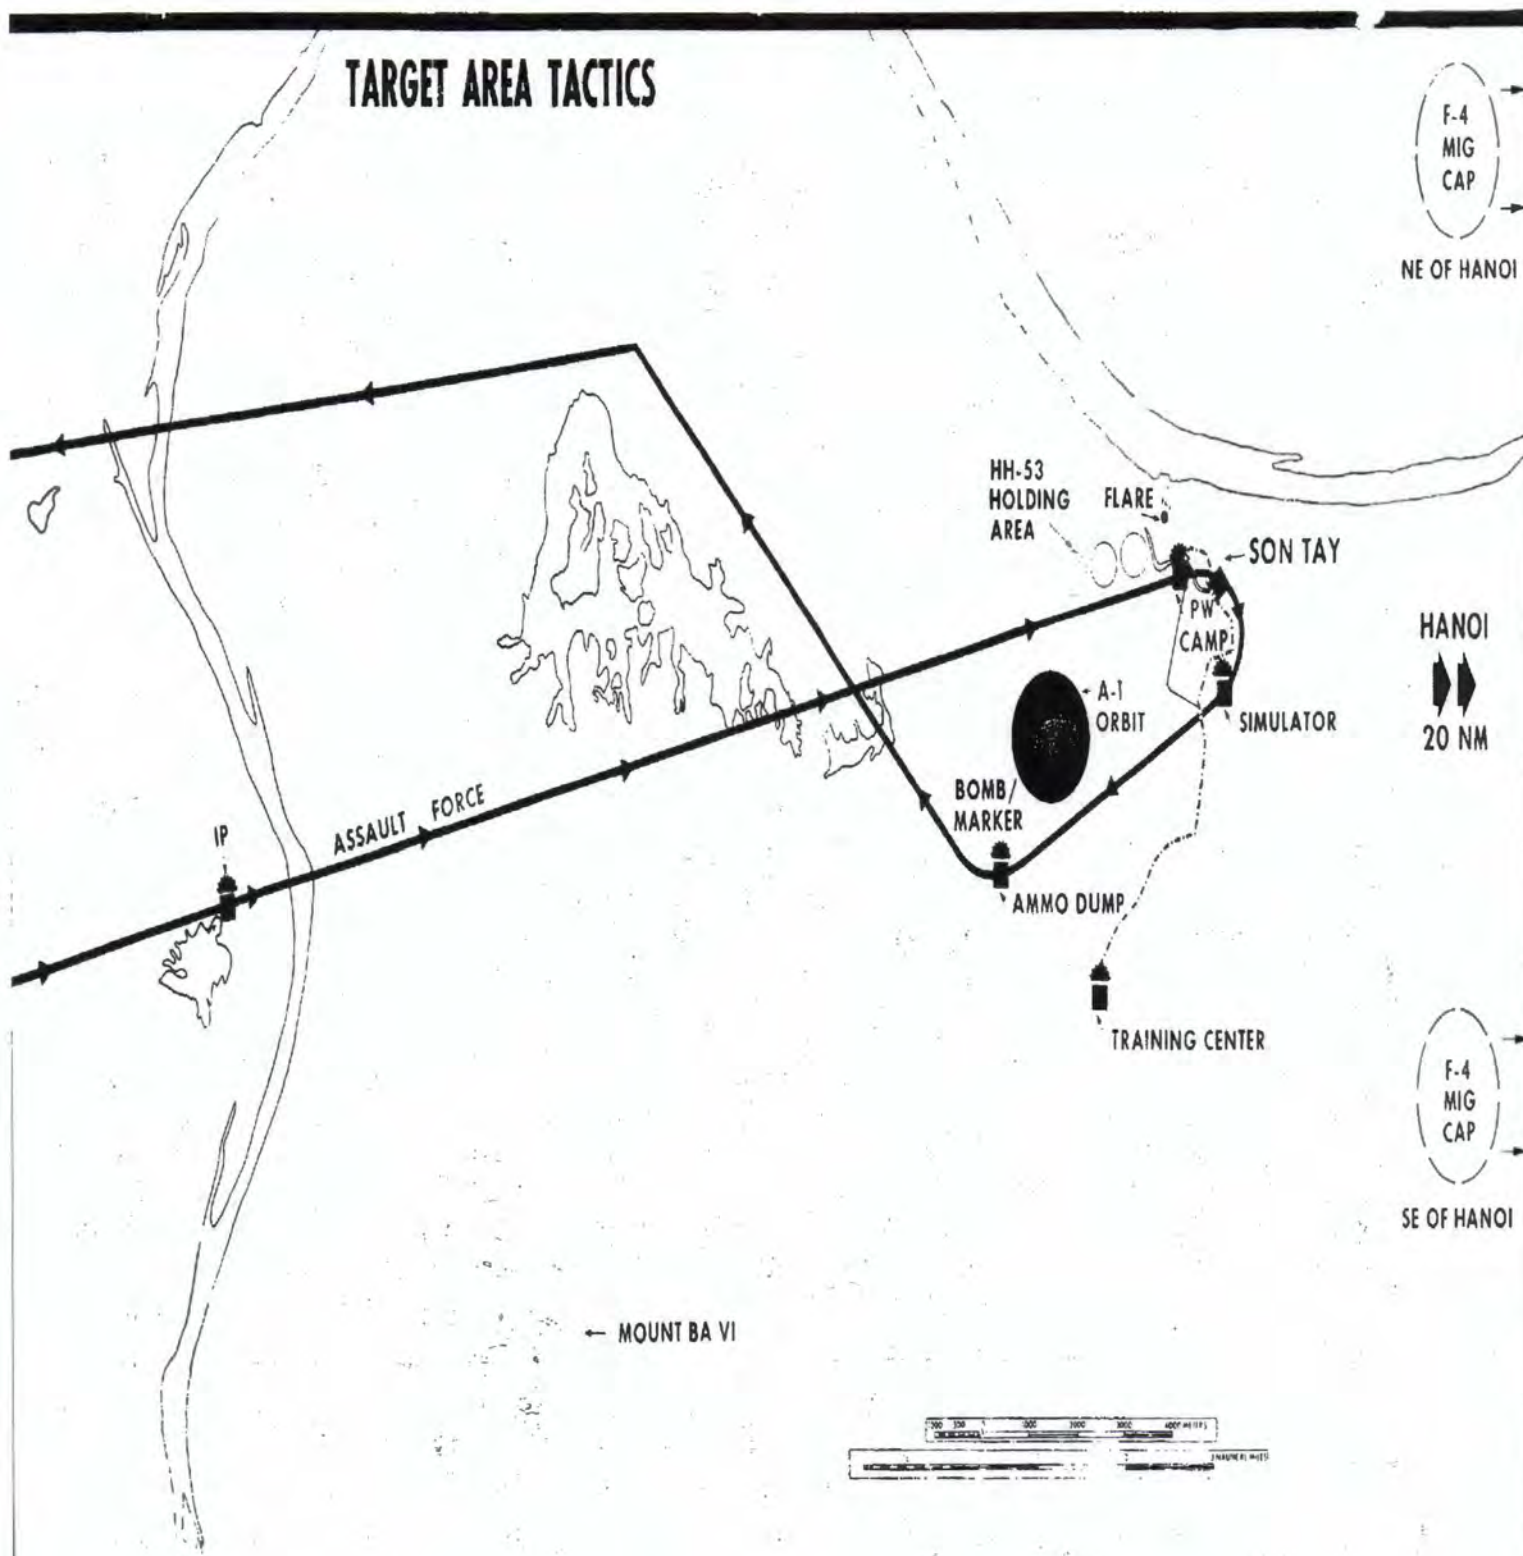 TARGET AREA TACTICS
F-4
MIG
CAP
NE OF HANOI
HH-53
HOLDING
AREA
FLARE
SON TAY
PW
CAMP
HANOI
20 NM
A-1
ORBIT
SIMULATOR
BOMB/
MARKER
ASSAULT FORCE
IP
AMMO DUMP
TRAINING CENTER
F-4
MIG
CAP
SE OF HANOI
MOUNT BA VI
4000 METERS